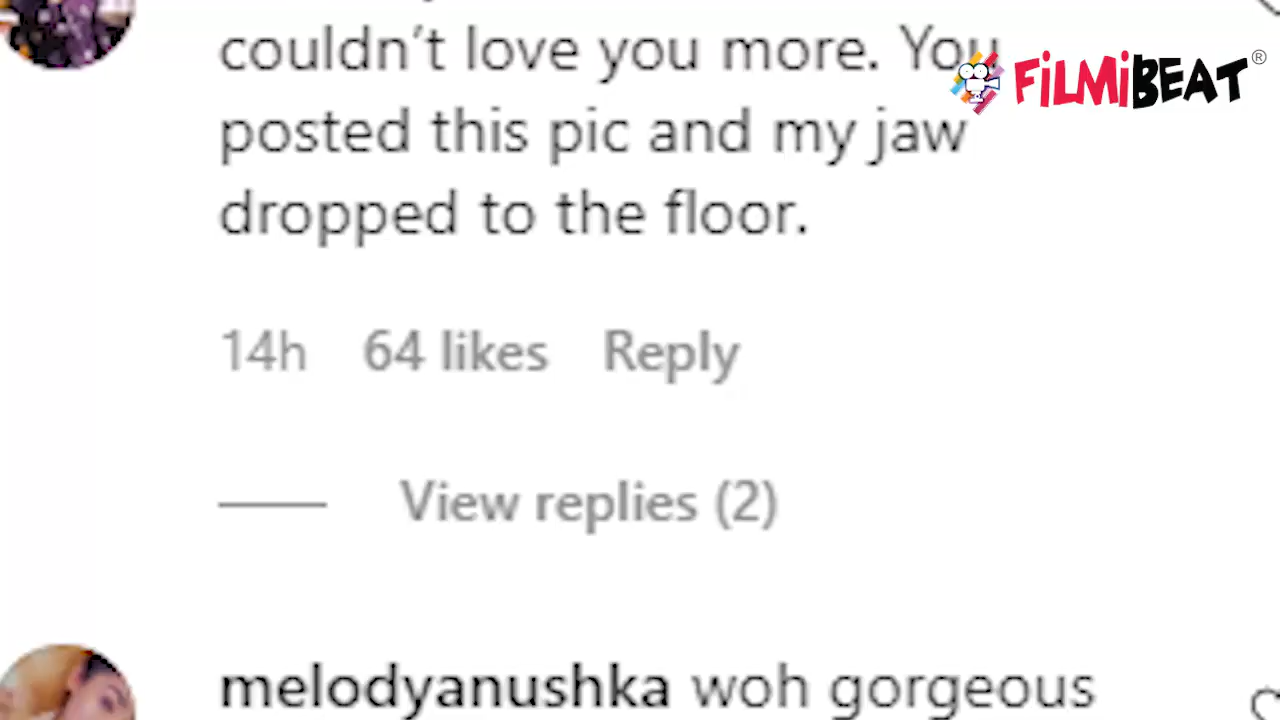 couldn't love you more. You
FiLMiBEAT®
posted this pic and my jaw
dropped to the floor.
14h 64 likes Reply
View replies (2)
melodyanushka woh gorgeous